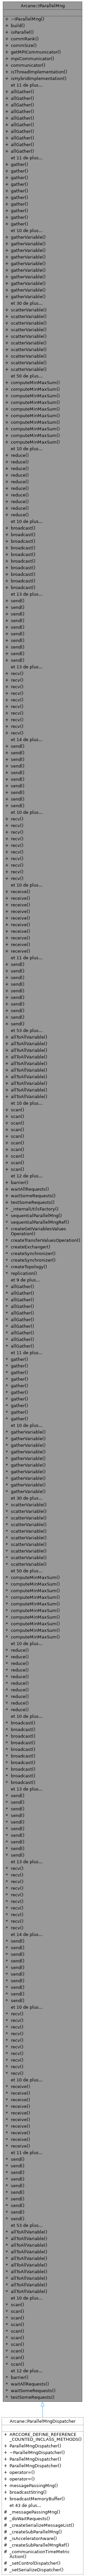 Arcane::IParallelMng
+ ~IParallelMng()
+ build()
+ isParallel()
+ commRank()
+ commSize()
+ getMPICommunicator()
+ mpiCommunicator()
+ communicator()
+ isThreadImplementation()
+ isHybridImplementation()
et 11 de plus...
+ allGather()
+ allGather()
+ allGather()
+ allGather()
+ allGather()
+ allGather()
+ allGather()
+ allGather()
+ allGather()
+ allGather()
et 11 de plus...
+ gather()
+ gather()
+ gather()
+ gather()
+ gather()
+ gather()
+ gather()
+ gather()
+ gather()
+ gather()
et 10 de plus...
+ gatherVariable()
+ gatherVariable()
+ gatherVariable()
+ gatherVariable()
+ gatherVariable()
+ gatherVariable()
+ gatherVariable()
+ gatherVariable()
+ gatherVariable()
+ gatherVariable()
et 30 de plus...
+ scatterVariable()
+ scatterVariable()
+ scatterVariable()
+ scatterVariable()
+ scatterVariable()
+ scatterVariable()
+ scatterVariable()
+ scatterVariable()
+ scatterVariable()
+ scatterVariable()
et 50 de plus...
+ computeMinMaxSum()
+ computeMinMaxSum()
+ computeMinMaxSum()
+ computeMinMaxSum()
+ computeMinMaxSum()
+ computeMinMaxSum()
+ computeMinMaxSum()
+ computeMinMaxSum()
+ computeMinMaxSum()
+ computeMinMaxSum()
et 10 de plus...
+ reduce()
+ reduce()
+ reduce()
+ reduce()
+ reduce()
+ reduce()
+ reduce()
+ reduce()
+ reduce()
+ reduce()
et 10 de plus...
+ broadcast()
+ broadcast()
+ broadcast()
+ broadcast()
+ broadcast()
+ broadcast()
+ broadcast()
+ broadcast()
+ broadcast()
+ broadcast()
et 13 de plus...
+ send()
+ send()
+ send()
+ send()
+ send()
+ send()
+ send()
+ send()
+ send()
+ send()
et 13 de plus...
+ recv()
+ recv()
+ recv()
+ recv()
+ recv()
+ recv()
+ recv()
+ recv()
+ recv()
+ recv()
et 14 de plus...
+ send()
+ send()
+ send()
+ send()
+ send()
+ send()
+ send()
+ send()
+ send()
+ send()
et 10 de plus...
+ recv()
+ recv()
+ recv()
+ recv()
+ recv()
+ recv()
+ recv()
+ recv()
+ recv()
+ recv()
et 10 de plus...
+ receive()
+ receive()
+ receive()
+ receive()
+ receive()
+ receive()
+ receive()
+ receive()
+ receive()
+ receive()
et 11 de plus...
+ send()
+ send()
+ send()
+ send()
+ send()
+ send()
+ send()
+ send()
+ send()
+ send()
et 53 de plus...
+ allToAllVariable()
+ allToAllVariable()
+ allToAllVariable()
+ allToAllVariable()
+ allToAllVariable()
+ allToAllVariable()
+ allToAllVariable()
+ allToAllVariable()
+ allToAllVariable()
+ allToAllVariable()
et 10 de plus...
+ scan()
+ scan()
+ scan()
+ scan()
+ scan()
+ scan()
+ scan()
+ scan()
+ scan()
+ scan()
et 12 de plus...
+ barrier()
+ waitAllRequests()
+ waitSomeRequests()
+ testSomeRequests()
* _internalUtilsFactory()
* sequentialParallelMng()
* sequentialParallelMngRef()
* createGetVariablesValues
Operation()
* createTransferValuesOperation()
* createExchanger()
* createSynchronizer()
* createSynchronizer()
* createTopology()
* replication()
et 9 de plus...
* allGather()
* allGather()
* allGather()
* allGather()
* allGather()
* allGather()
* allGather()
* allGather()
* allGather()
* allGather()
et 11 de plus...
* gather()
* gather()
* gather()
* gather()
* gather()
* gather()
* gather()
* gather()
* gather()
* gather()
et 10 de plus...
* gatherVariable()
* gatherVariable()
* gatherVariable()
* gatherVariable()
* gatherVariable()
* gatherVariable()
* gatherVariable()
* gatherVariable()
* gatherVariable()
* gatherVariable()
et 30 de plus...
* scatterVariable()
* scatterVariable()
* scatterVariable()
* scatterVariable()
* scatterVariable()
* scatterVariable()
* scatterVariable()
* scatterVariable()
* scatterVariable()
* scatterVariable()
et 50 de plus...
* computeMinMaxSum()
* computeMinMaxSum()
* computeMinMaxSum()
* computeMinMaxSum()
* computeMinMaxSum()
* computeMinMaxSum()
* computeMinMaxSum()
* computeMinMaxSum()
* computeMinMaxSum()
* computeMinMaxSum()
et 10 de plus...
* reduce()
* reduce()
* reduce()
* reduce()
* reduce()
* reduce()
* reduce()
* reduce()
* reduce()
* reduce()
et 10 de plus...
* broadcast()
* broadcast()
* broadcast()
* broadcast()
* broadcast()
* broadcast()
* broadcast()
* broadcast()
* broadcast()
* broadcast()
et 13 de plus...
* send()
* send()
* send()
* send()
* send()
* send()
* send()
* send()
* send()
* send()
et 13 de plus...
* recv()
* recv()
* recv()
* recv()
* recv()
* recv()
* recv()
* recv()
* recv()
* recv()
et 14 de plus...
* send()
* send()
* send()
* send()
* send()
* send()
* send()
* send()
* send()
* send()
et 10 de plus...
* recv()
* recv()
* recv()
* recv()
* recv()
* recv()
* recv()
* recv()
* recv()
* recv()
et 10 de plus...
* receive()
* receive()
* receive()
* receive()
* receive()
* receive()
* receive()
* receive()
* receive()
* receive()
et 11 de plus...
* send()
* send()
* send()
* send()
* send()
* send()
* send()
* send()
* send()
* send()
et 53 de plus...
* allToAllVariable()
* allToAllVariable()
* allToAllVariable()
* allToAllVariable()
* allToAllVariable()
* allToAllVariable()
* allToAllVariable()
* allToAllVariable()
* allToAllVariable()
* allToAllVariable()
et 10 de plus...
* scan()
* scan()
* scan()
* scan()
* scan()
* scan()
* scan()
* scan()
* scan()
* scan()
et 12 de plus...
* barrier()
* waitAllRequests()
* waitSomeRequests()
* testSomeRequests()
Arcane::ParallelMngDispatcher
+ ARCCORE_DEFINE_REFERENCE
_COUNTED_INCLASS_METHODS()
+ ParallelMngDispatcher()
+ ~ParallelMngDispatcher()
+ ParallelMngDispatcher()
+ ParallelMngDispatcher()
+ operator=()
+ operator=()
+ messagePassingMng()
+ broadcastString()
+ broadcastMemoryBuffer()
et 43 de plus...
# _messagePassingMng()
# _doWaitRequests()
# _createSerializeMessageList()
# _createSubParallelMng()
# _isAcceleratorAware()
# _createSubParallelMngRef()
# _communicationTimeMetric
Action()
# _setControlDispatcher()
# _setSerializeDispatcher()